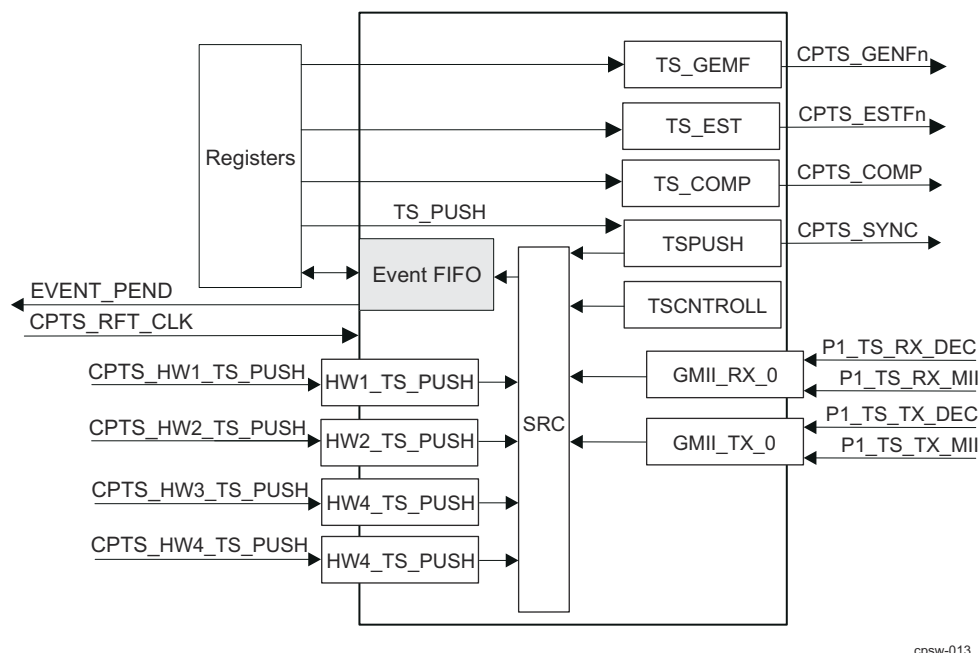 TS_GEMF
CPTS_GENFn
TS_EST
CPTS_ESTFn
Registers
TS_COMP
CPTS_COMP
TS_PUSH
TSPUSH
CPTS_SYNC
Event FIFO
EVENT_PEND
TSCNTROLL
CPTS_RFT_CLK
P1_TS_RX_DEC
CPTS_HW1_TS_PUSH
HW1_TS_PUSH
GMII_RX_0
P1_TS_RX_MII
SRC
P1_TS_TX_DEC
CPTS_HW2_TS_PUSH
HW2_TS_PUSH
GMII_TX_0
P1_TS_TX_MII
CPTS_HW3_TS_PUSH
HW4_TS_PUSH
CPTS_HW4_TS_PUSH
HW4_TS_PUSH
cpsw-013